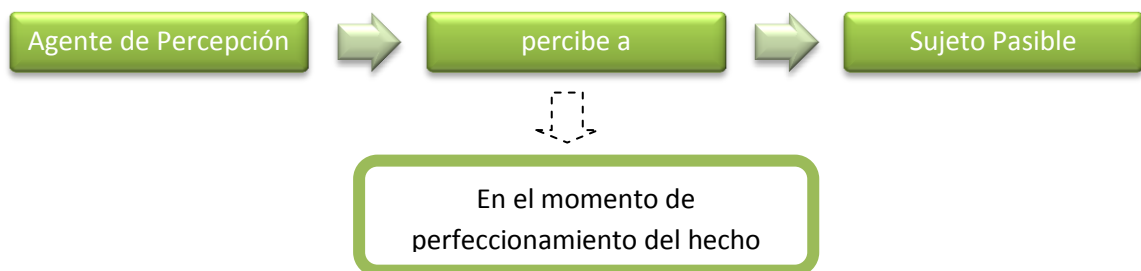 Agente de Percepción
percibe a
Sujeto Pasible
En el momento de
perfeccionamiento del hecho